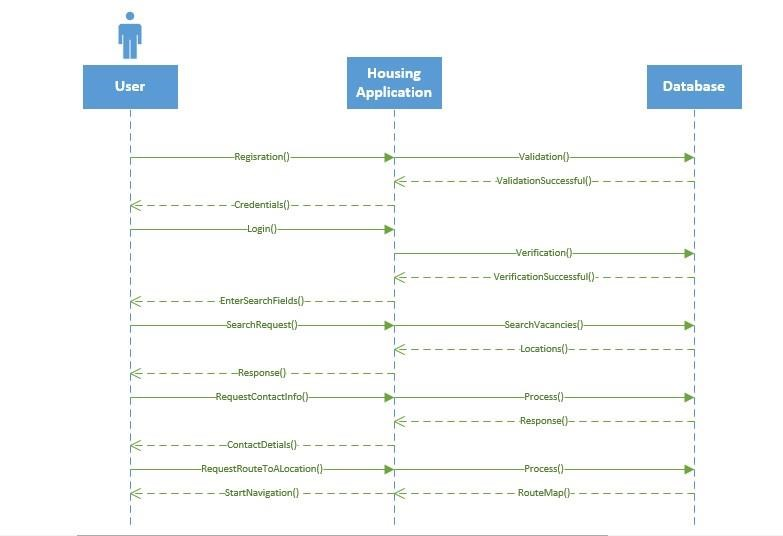 User
Housing
Application
Database
Regisration()
Validation()
ValidationSuccessful()
Credentials()
Login()
Verification()
VerificationSuccessful()
EnterSearchFields()
SearchRequest()
SearchVacancies()
Locations()
Response()
RequestContactInfo()
Process()
Response()
ContactDetials()
RequestRouteToALocation()
Process()
StartNavigation()
RouteMap()